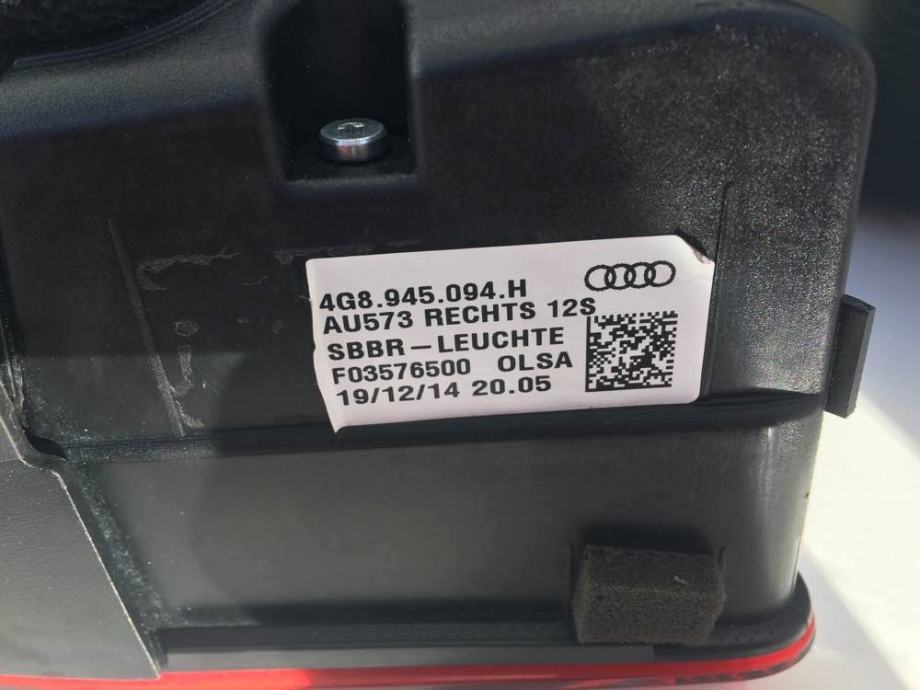 4G8.945.094.H
AU573 RECHTS 12S
SBBR-LEUCHTE
F03576500 OLSA
19/12/14 20.05